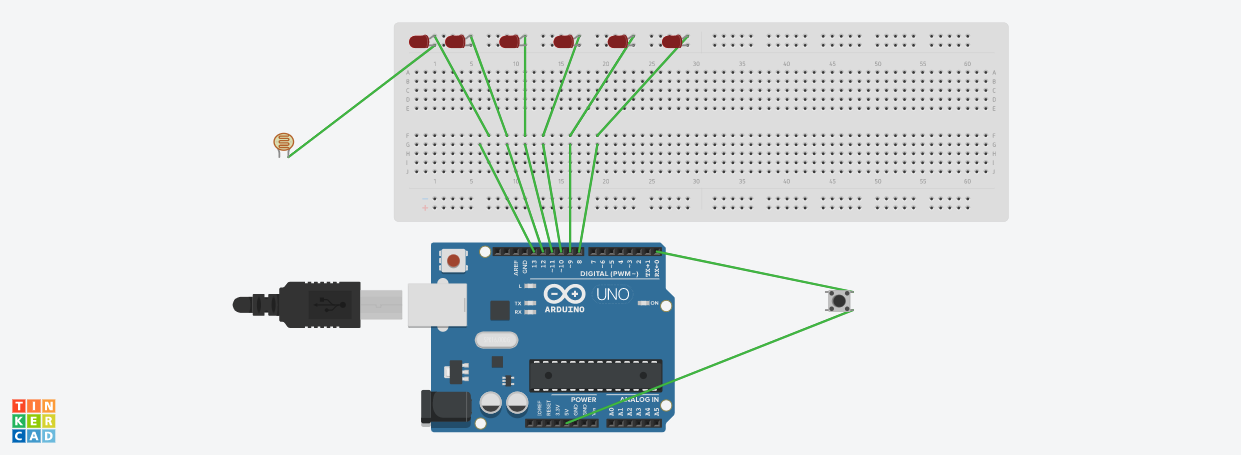 1 5 10 15 20 25 30 35 40 45 50 55 60
A A
B B
C C
D D
E E
F F
G G
H H
I I
J J
1 5 10 15 20 25 30 35 40 45 50 55 60
AREF GND 13 12 ~11 ~10 ~9 8 7 ~6 ~5 4 ~3 2 TX→1 RX←0
DIGITAL (PWM~)
L
UNO
TX
RX
ARDUINO
ON
POWER ANALOG IN
IOREF RESET 3.3V 5V GND GND Vin A0 A1 A2 A3 A4 A5
TIN
KER
CAD